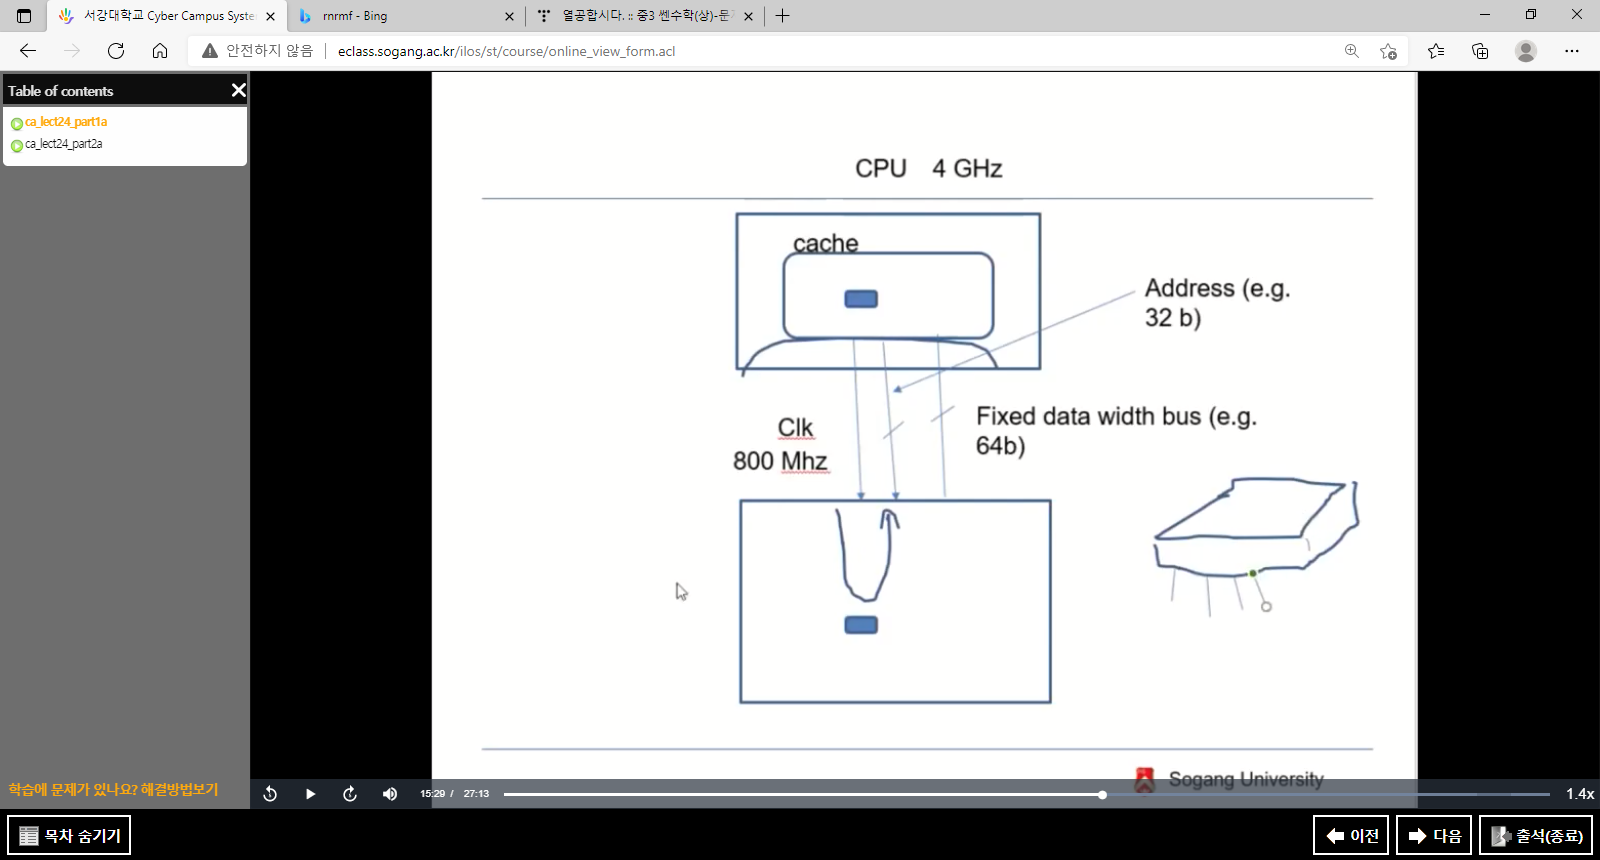 서강대학교 Cyber Campus Syste
rnrmf - Bing
열공합시다. :: 중3 쎈수학(상)-문
안전하지 않음
eclass.sogang.ac.kr/ilos/st/course/online_view_form.acl
Table of contents
ca_lect24_part1a
ca_lect24_part2a
CPU 4 GHz
cache
Address (e.g.
32 b)
Clk
800 Mhz
Fixed data width bus (e.g.
64b)
Sogang University
학습에 문제가 있나요? 해결방법보기
15:29 / 27:13
1.4x
목차 숨기기
이전
다음
출석(종료)